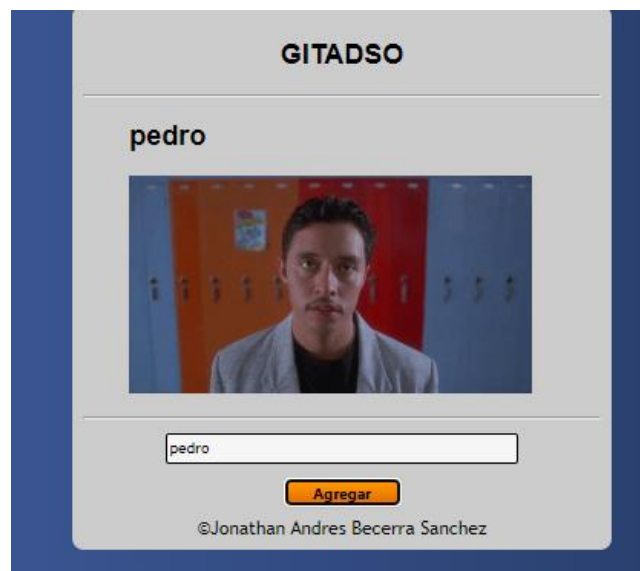 GITADSO
pedro
pedro
Agregar
©Jonathan Andres Becerra Sanchez